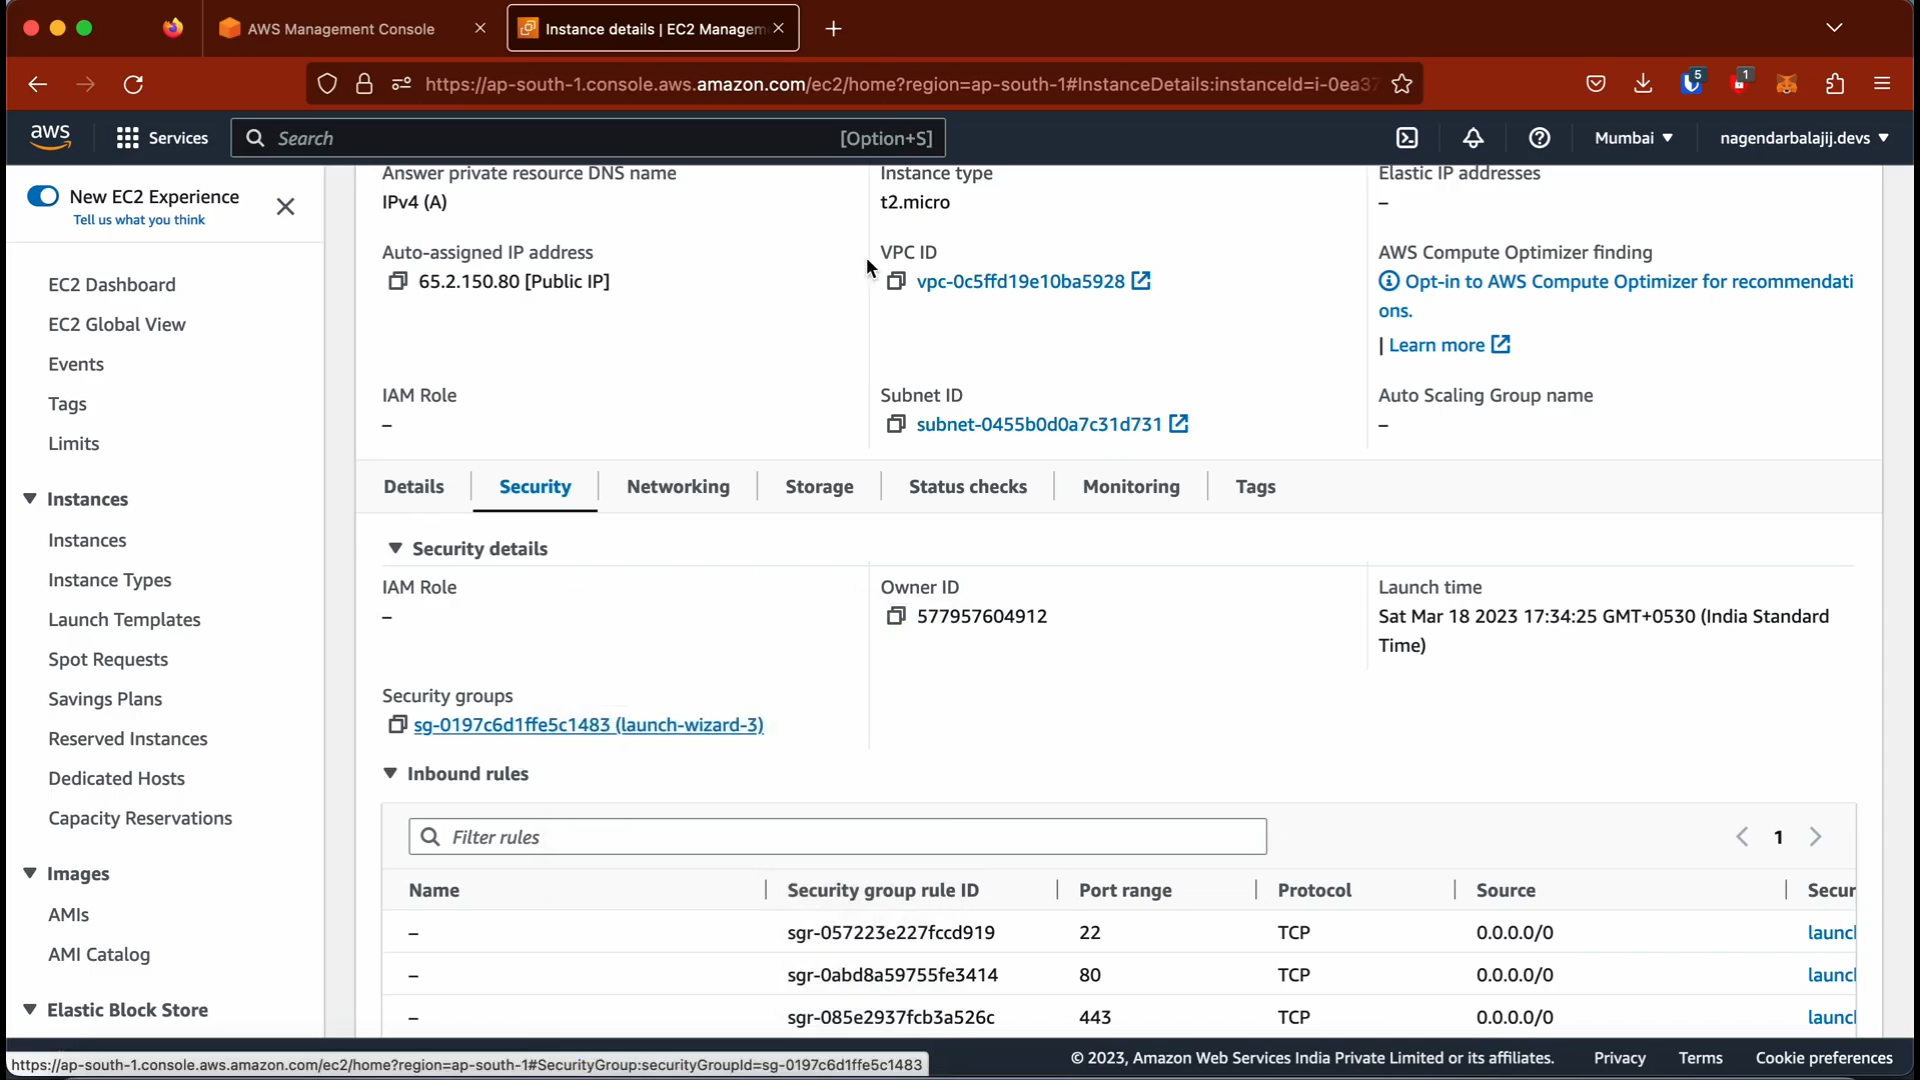 AWS Management Console
Instance details | EC2 Managem
https://ap-south-1.console.aws.amazon.com/ec2/home?region=ap-south-1#InstanceDetails:instanceId=i-0ea37
5
1
aws
Services
Search
[Option+S]
Mumbai
nagendarbalajij.devs
New EC2 Experience
Tell us what you think
EC2 Dashboard
EC2 Global View
Events
Tags
Limits
Instances
Instances
Instance Types
Launch Templates
Spot Requests
Savings Plans
Reserved Instances
Dedicated Hosts
Capacity Reservations
Images
AMIs
AMI Catalog
Elastic Block Store
Answer private resource DNS name
IPv4 (A)
Instance type
t2.micro
Elastic IP addresses
–
Auto-assigned IP address
65.2.150.80 [Public IP]
VPC ID
vpc-0c5ffd19e10ba5928
AWS Compute Optimizer finding
Opt-in to AWS Compute Optimizer for recommendati
ons.
| Learn more
IAM Role
–
Subnet ID
subnet-0455b0d0a7c31d731
Auto Scaling Group name
–
Details
Security
Networking
Storage
Status checks
Monitoring
Tags
Security details
IAM Role
–
Owner ID
577957604912
Launch time
Sat Mar 18 2023 17:34:25 GMT+0530 (India Standard
Time)
Security groups
sg-0197c6d1ffe5c1483 (launch-wizard-3)
Inbound rules
Filter rules
1
Name
Security group rule ID
Port range
Protocol
Source
Secur
– sgr-057223e227fccd919 22 TCP 0.0.0.0/0 launcl
– sgr-0abd8a59755fe3414 80 TCP 0.0.0.0/0 launcl
– sgr-085e2937fcb3a526c 443 TCP 0.0.0.0/0 launcl
https://ap-south-1.console.aws.amazon.com/ec2/home?region=ap-south-1#SecurityGroup:securityGroupId=sg-0197c6d1ffe5c1483
© 2023, Amazon Web Services India Private Limited or its affiliates.
Privacy
Terms
Cookie preferences